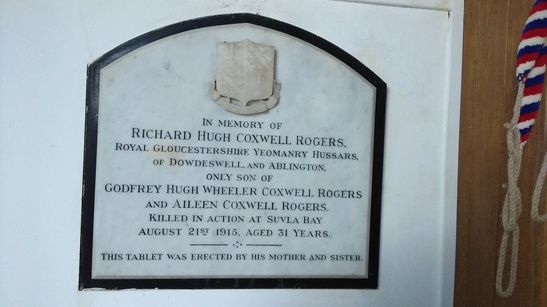 IN MEMORY OF
RICHARD HUGH COXWELL ROGERS,
ROYAL GLOUCESTERSHIRE YEOMANRY HUSSARS,
OF DOWDESWELL AND ABLINGTON,
ONLY SON OF
GODFREY HUGH WHEELER COXWELL ROGERS
AND AILEEN COXWELL ROGERS.
KILLED IN ACTION AT SUVLA BAY
AUGUST 21ST 1915, AGED 31 YEARS.
THIS TABLET WAS ERECTED BY HIS MOTHER AND SISTER.